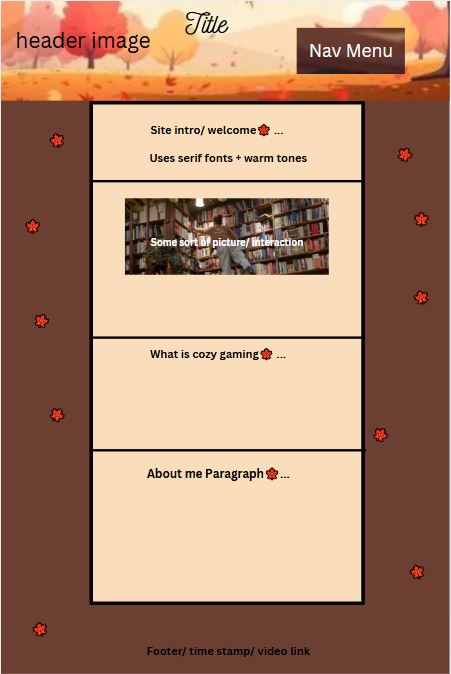 Title
header image
Nav Menu
Site intro/ welcome ...
Uses serif fonts + warm tones
Some sort of picture/ interaction
What is cozy gaming ...
About me Paragraph ...
Footer/ time stamp/ video link